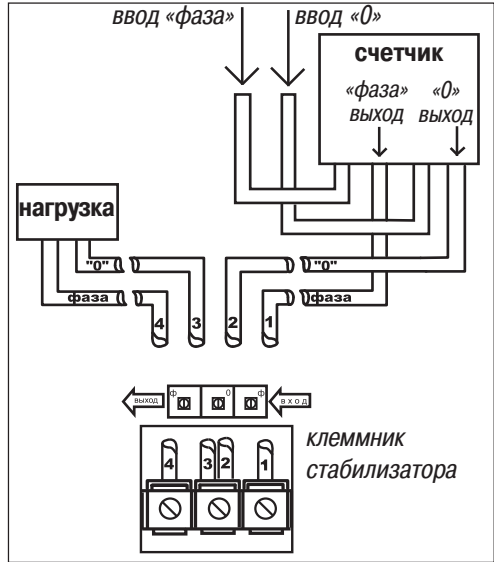 ввод «фаза» ввод «0»
счетчик
«фаза» «0»
выход выход
нагрузка
"0" "0"
фаза фаза
4 3 2 1
Ф 0 Ф
выход вход
4 3 2 1
клеммник
стабилизатора